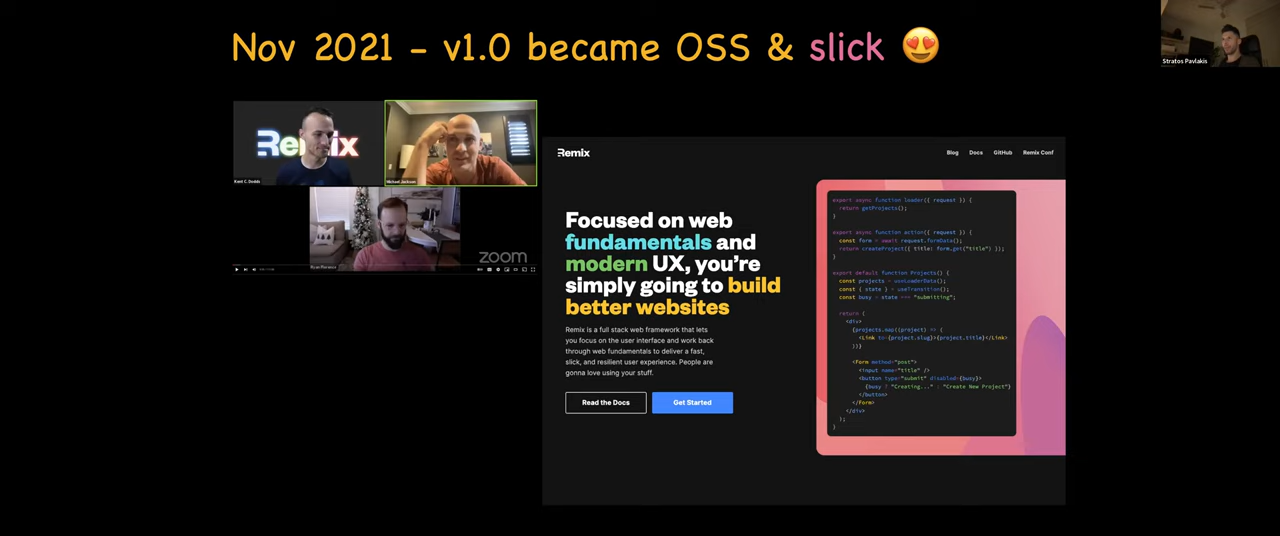 Nov 2021 - v1.0 became OSS & slick 😍
Stratos Pavlakis
Remix
Kent C. Dodds
Michael Jackson
Ryan Florence
zoom
Remix
Blog Docs GitHub Remix Conf
Focused on web
fundamentals and
modern UX, you're
simply going to build
better websites
Remix is a full stack web framework that lets
you focus on the user interface and work back
through web fundamentals to deliver a fast,
slick, and resilient user experience. People are
gonna love using your stuff.
Read the Docs
Get Started
export async function loader({ request }) {
return getProjects();
}
export async function action({ request }) {
const form = await request.formData();
return createProject({ title: form.get("title") });
}
export default function Projects() {
const projects = useLoaderData();
const { state } = useTransition();
const busy = state === "submitting";
return (
<div>
{projects.map((project) => (
<Link to={project.slug}>{project.title}</Link>
))}
<Form method="post">
<input name="title" />
<button type="submit" disabled={busy}>
{busy ? "Creating..." : "Create New Project"}
</button>
</Form>
</div>
);
}